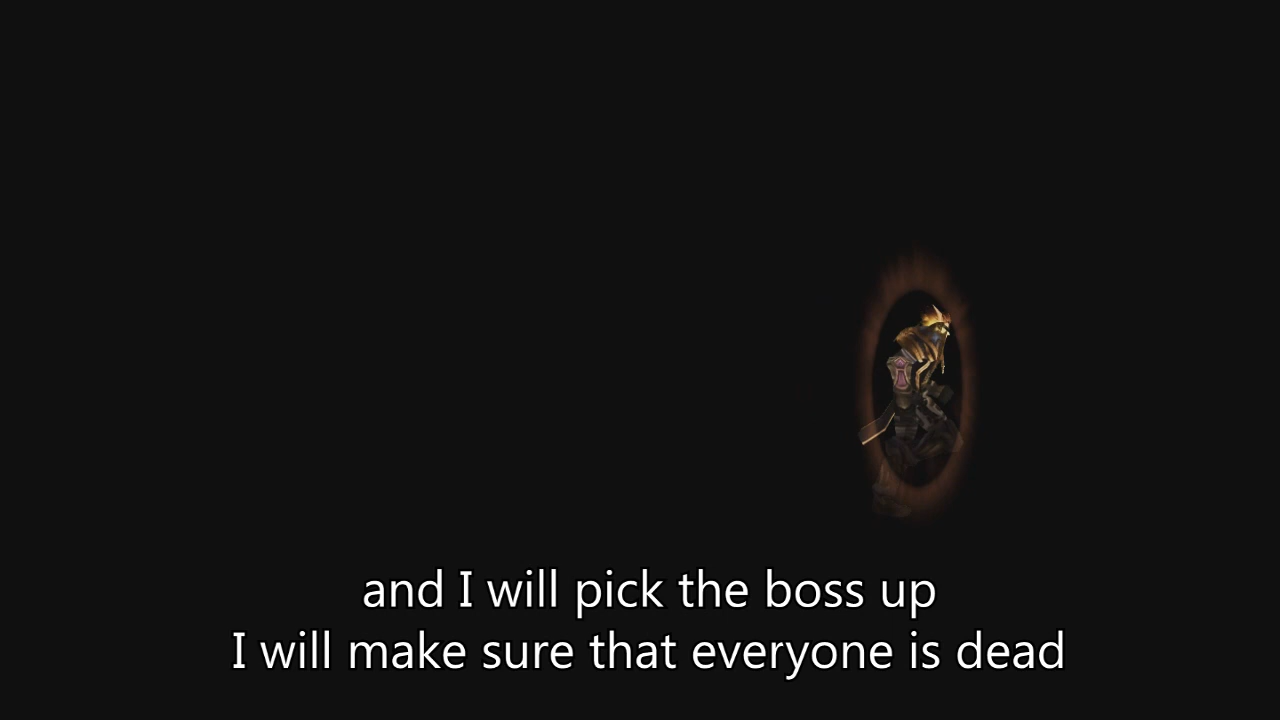 and I will pick the boss up
I will make sure that everyone is dead